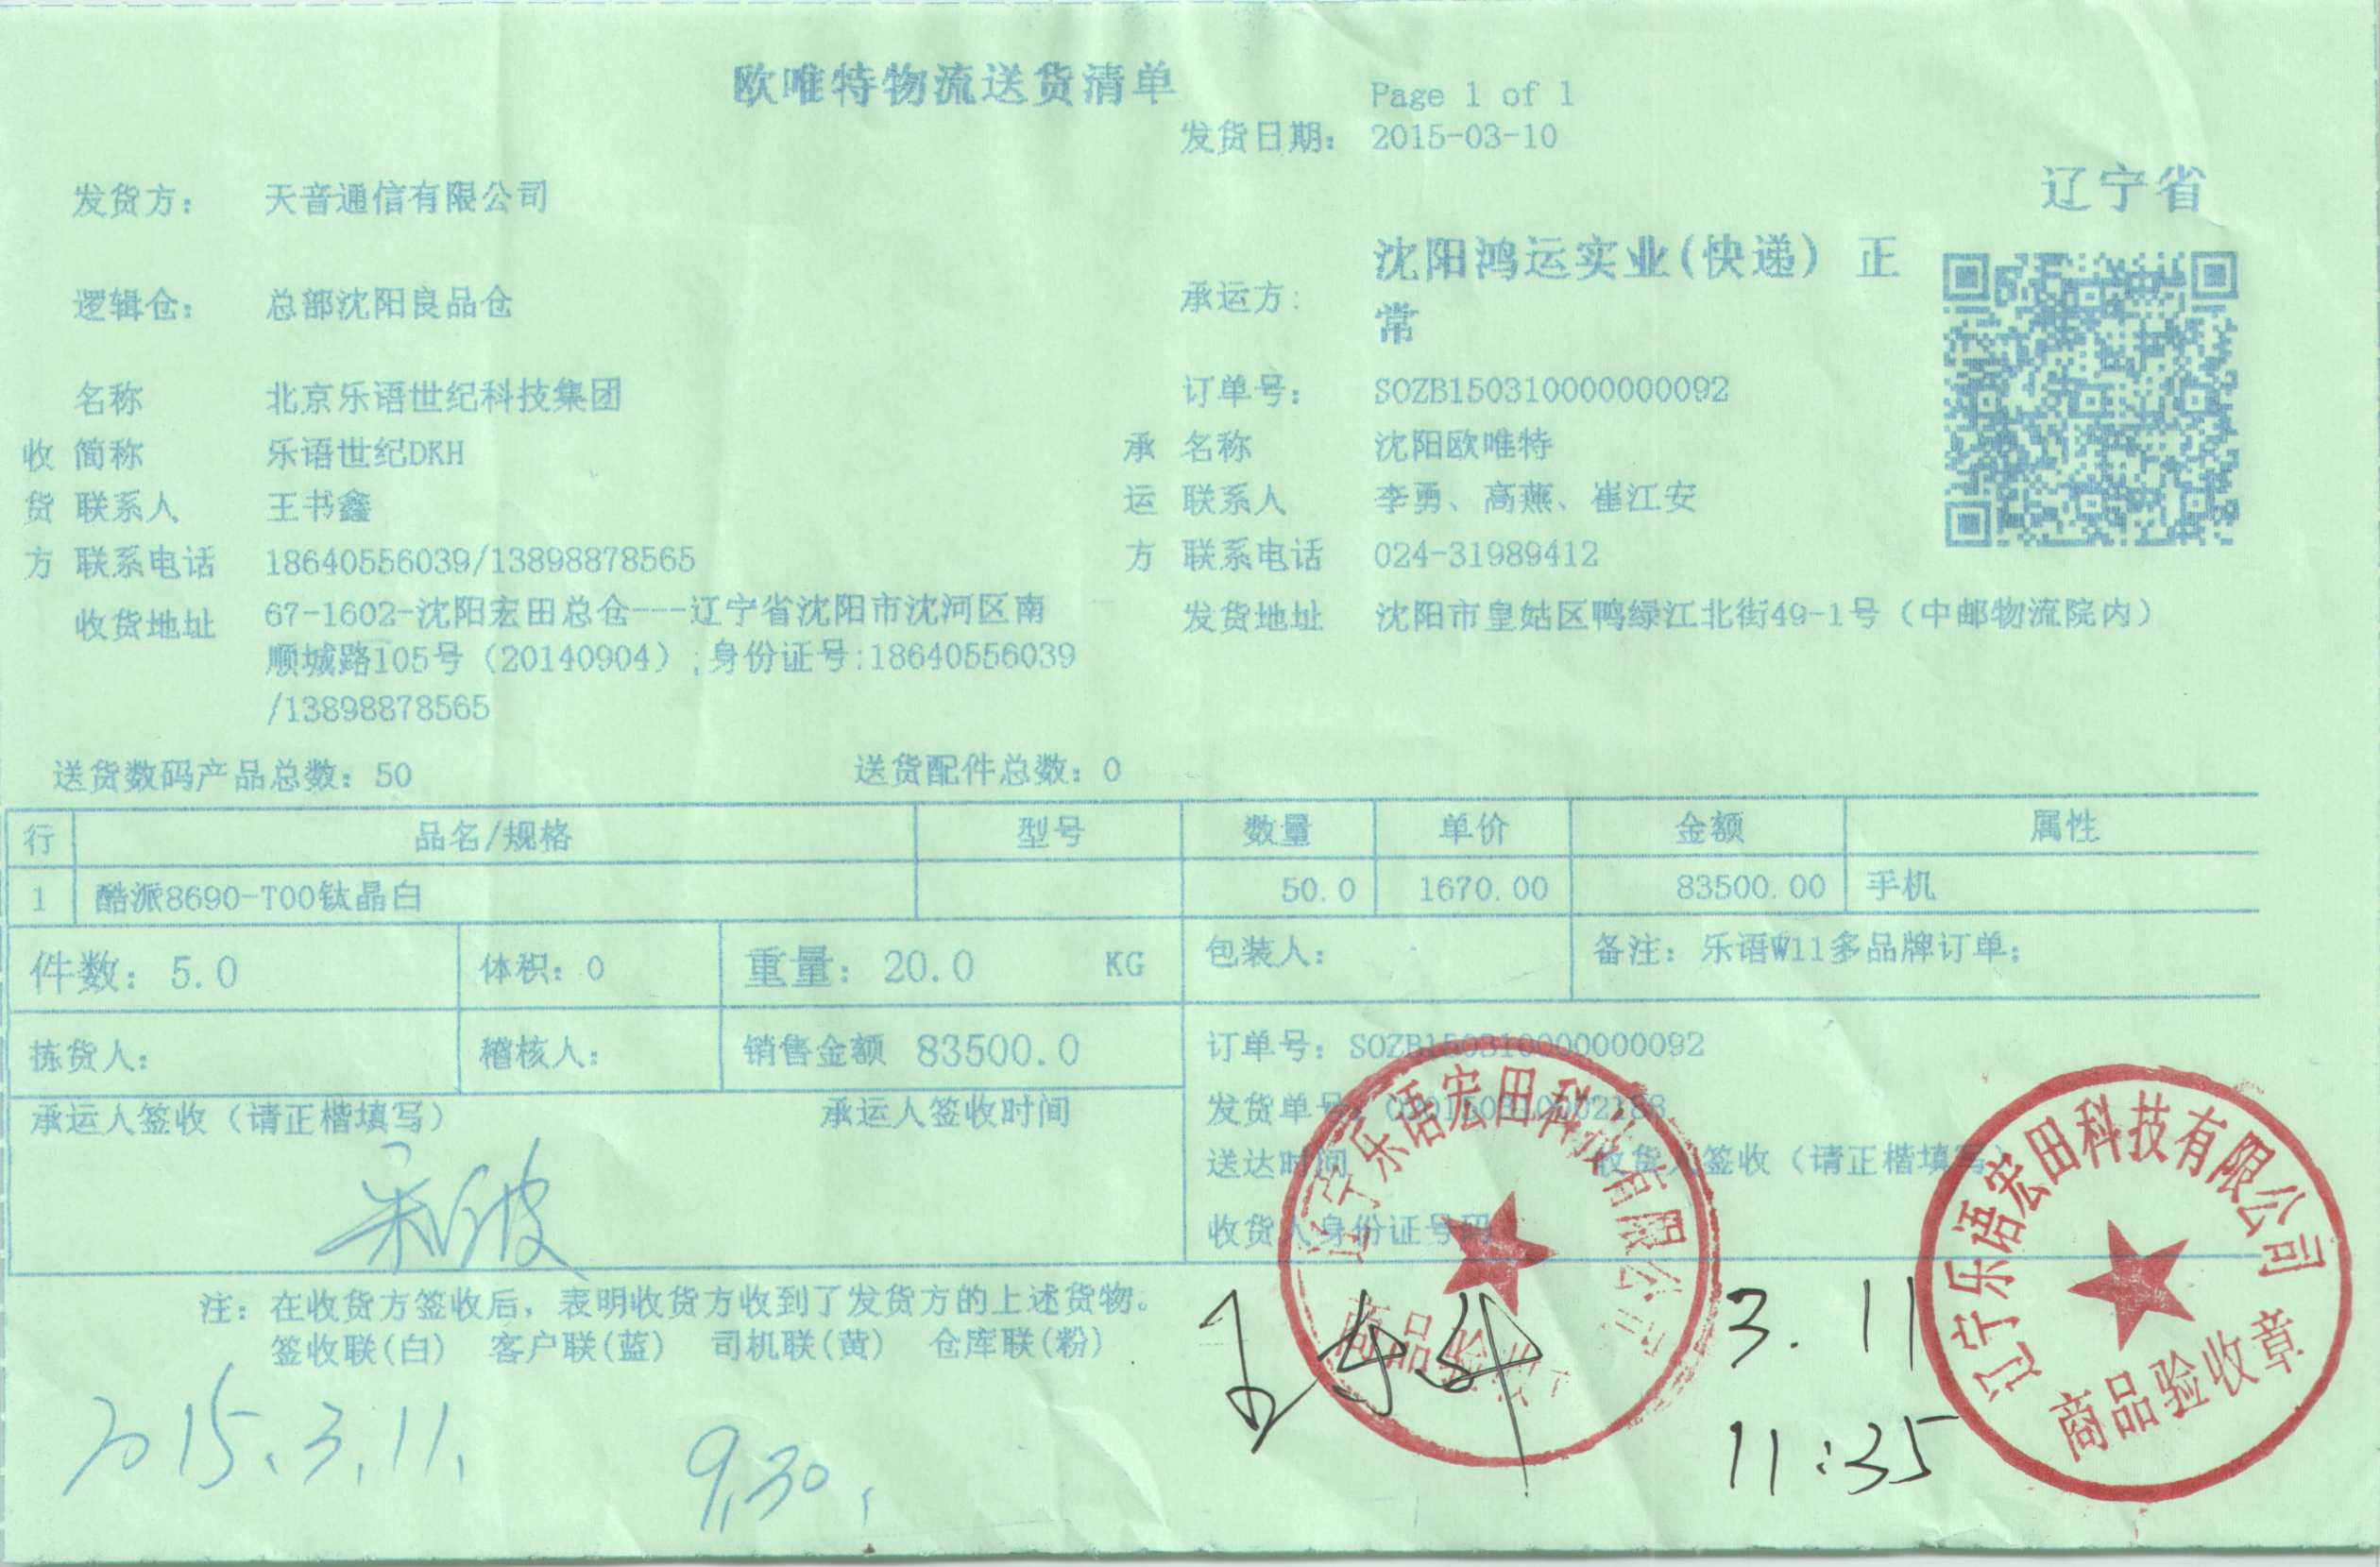 欧唯特物流送货清单
Page 1 of 1
发货日期: 2015-03-10
辽宁省
发货方: 天音通信有限公司
逻辑仓: 总部沈阳良品仓
承运方: 沈阳鸿运实业(快递) 正
常
名称 北京乐语世纪科技集团
订单号: SOZB150310000000092
收 简称 乐语世纪DKH
承 名称 沈阳欧唯特
货 联系人 王书鑫
运 联系人 李勇、高燕、崔江安
方 联系电话 18640556039/13898878565
方 联系电话 024-31989412
收货地址 67-1602-沈阳宏田总仓---辽宁省沈阳市沈河区南
顺城路105号（20140904）;身份证号:18640556039
/13898878565
发货地址 沈阳市皇姑区鸭绿江北街49-1号（中邮物流院内）
送货数码产品总数: 50 送货配件总数: 0
行 品名/规格 型号 数量 单价 金额 属性
1 酷派8690-T00钛晶白 50.0 1670.00 83500.00 手机
件数: 5.0 体积: 0 重量: 20.0 KG 包装人: 备注: 乐语W11多品牌订单;
拣货人: 稽核人: 销售金额 83500.0
订单号: SOZB150310000000092
承运人签收（请正楷填写） 承运人签收时间
发货单号:
送达时间 收货人签收（请正楷填写）
收货人身份证号码
注: 在收货方签收后, 表明收货方收到了发货方的上述货物。
签收联(白) 客户联(蓝) 司机联(黄) 仓库联(粉)
2015.3.11.
9.30.
3.11
11:35
辽宁乐语宏田科技有限公司
商品验收章
辽宁乐语宏田科技有限公司
商品验收章